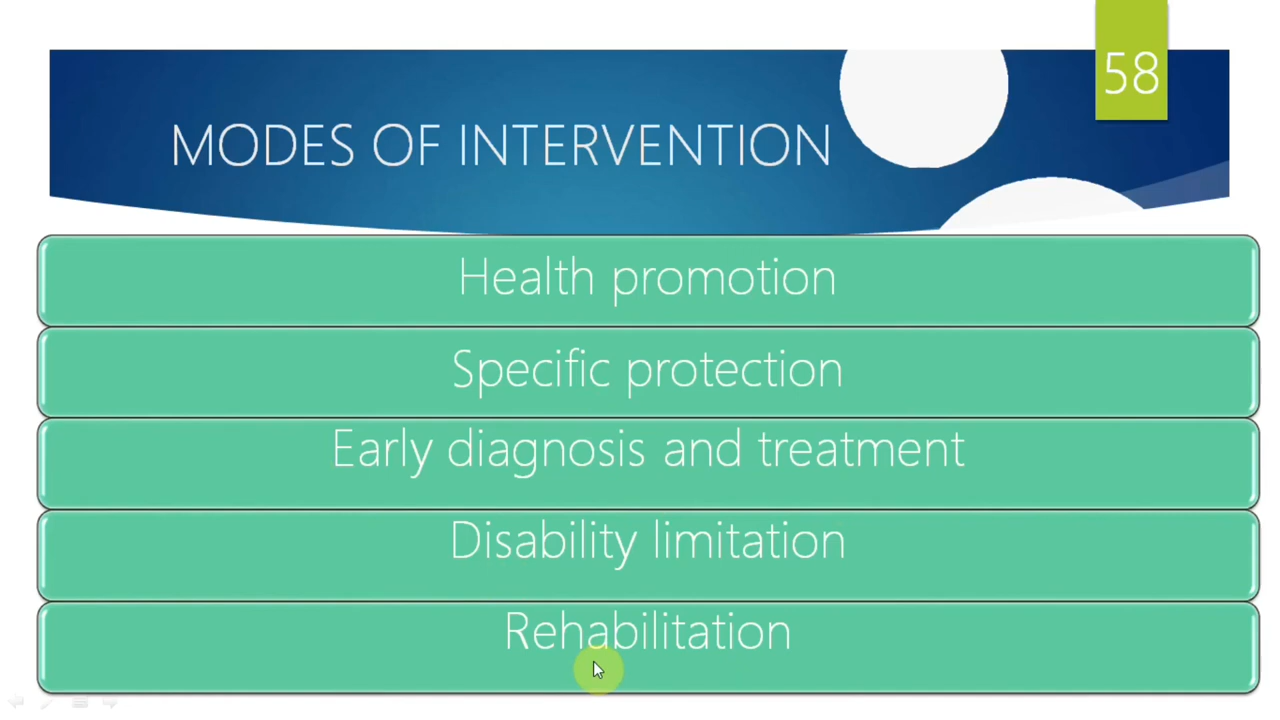 58
MODES OF INTERVENTION
Health promotion
Specific protection
Early diagnosis and treatment
Disability limitation
Rehabilitation